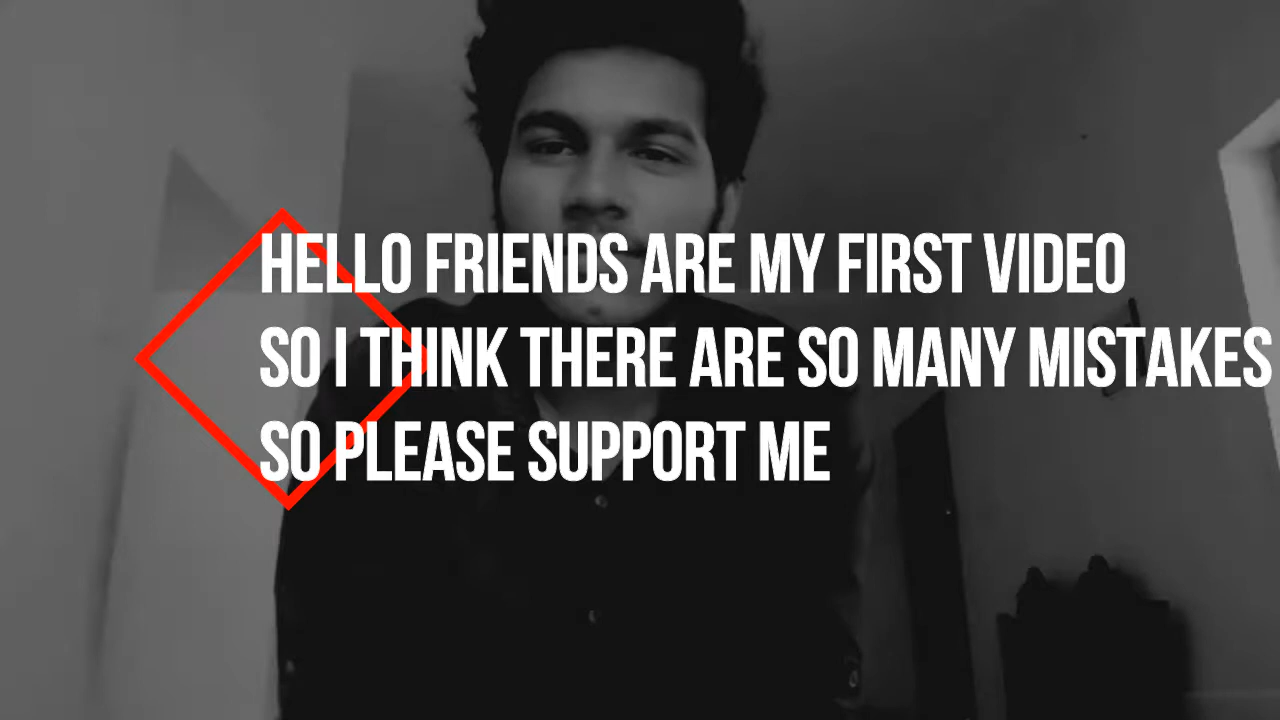 HELLO FRIENDS ARE MY FIRST VIDEO
SO I THINK THERE ARE SO MANY MISTAKES
SO PLEASE SUPPORT ME